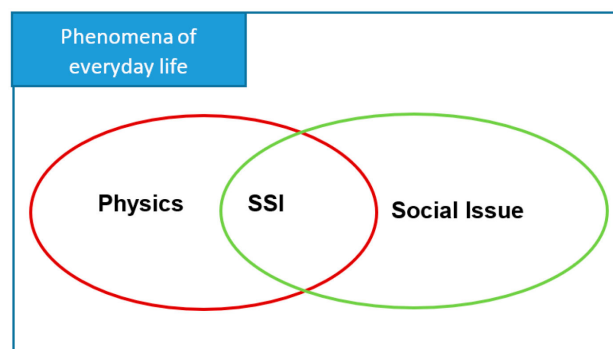 Phenomena of
everyday life
Physics
SSI
Social Issue